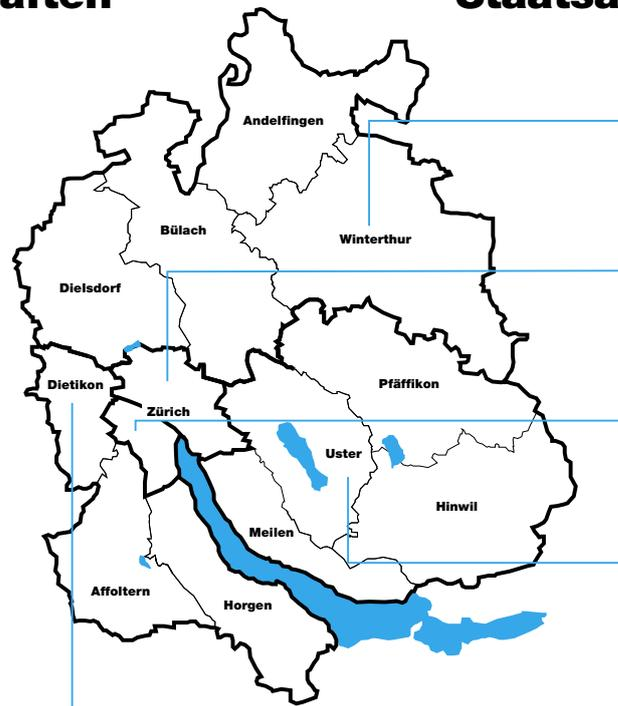 Andelfingen
Bülach
Winterthur
Dielsdorf
Dietikon
Pfäffikon
Zürich
Uster
Hinwil
Meilen
Affoltern
Horgen